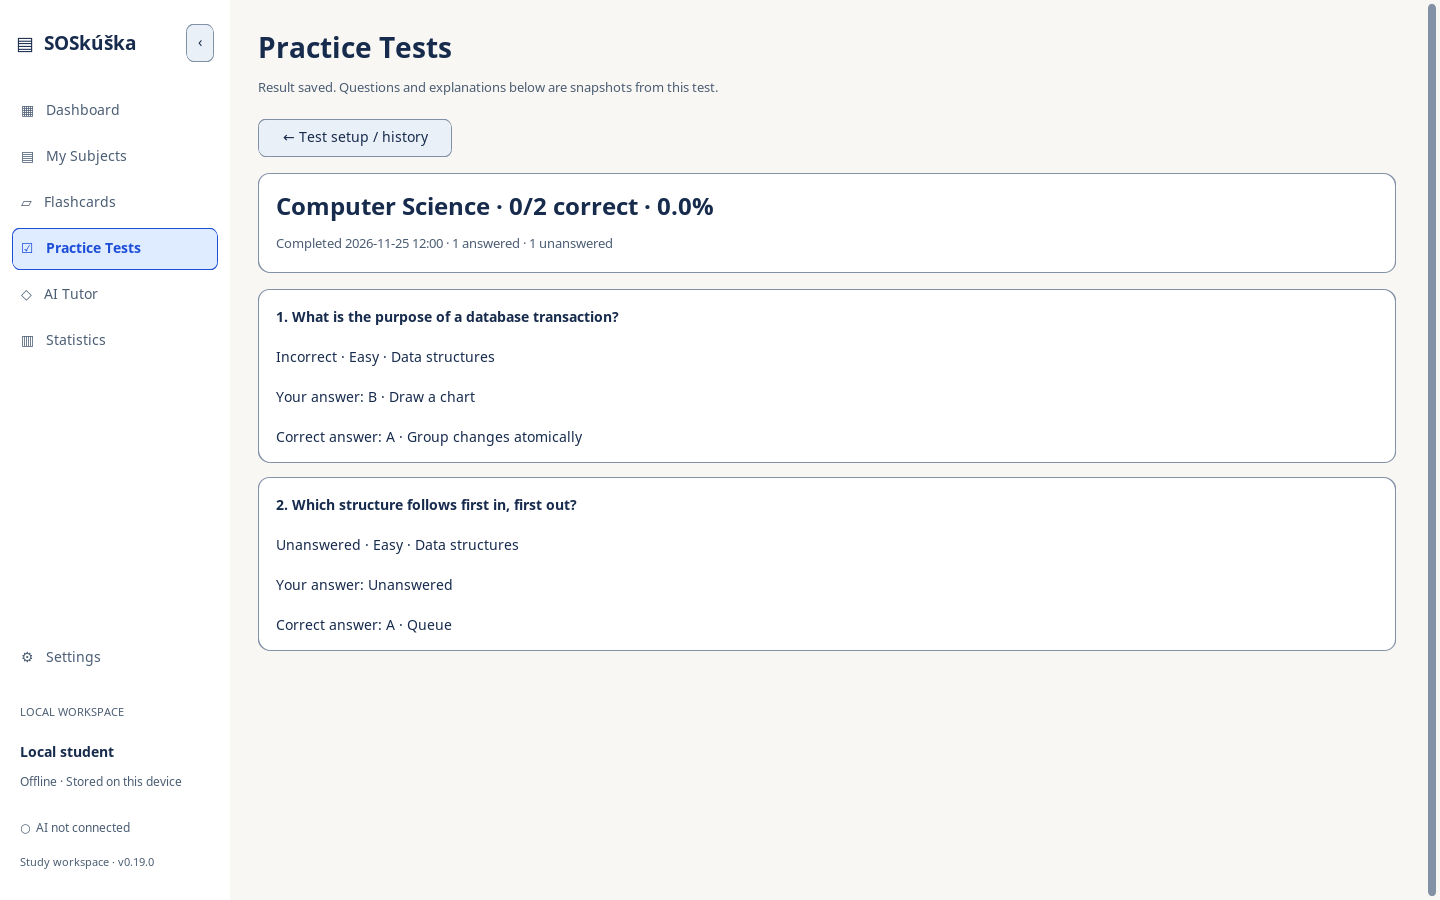 SOSkúška
‹
Dashboard
My Subjects
Flashcards
Practice Tests
AI Tutor
Statistics
Settings
LOCAL WORKSPACE
Local student
Offline · Stored on this device
AI not connected
Study workspace · v0.19.0
Practice Tests
Result saved. Questions and explanations below are snapshots from this test.
← Test setup / history
Computer Science · 0/2 correct · 0.0%
Completed 2026-11-25 12:00 · 1 answered · 1 unanswered
1. What is the purpose of a database transaction?
Incorrect · Easy · Data structures
Your answer: B · Draw a chart
Correct answer: A · Group changes atomically
2. Which structure follows first in, first out?
Unanswered · Easy · Data structures
Your answer: Unanswered
Correct answer: A · Queue